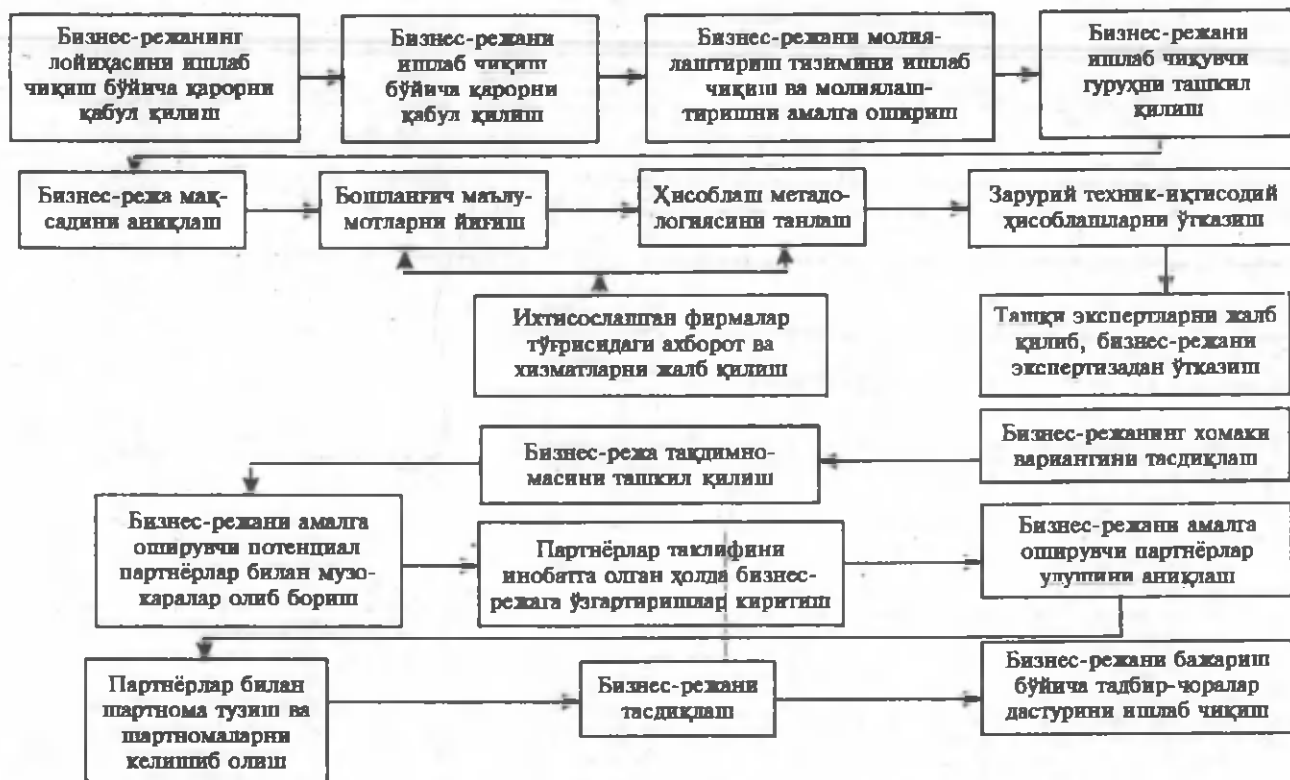 Бизнес-режанинг
лойиҳасини ишлаб
чиқиш бўйича қарорни
қабул қилиш
Бизнес-режани
ишлаб чиқиш
бўйича қарорни
қабул қилиш
Бизнес-режани молия-
лаштириш тизимини ишлаб
чиқиш ва молиялаш-
тиришни амалга ошириш
Бизнес-режани
ишлаб чиқувчи
гуруҳни ташкил
қилиш
Бизнес-режа мақ-
садини аниқлаш
Бошланғич маълу-
мотларни йиғиш
Ҳисоблаш метадо-
логиясини танлаш
Зарурий техник-иқтисодий
ҳисоблашларни ўтказиш
Ихтисослашган фирмалар
тўғрисидаги ахборот ва
хизматларни жалб қилиш
Ташқи экспертларни жалб
қилиб, бизнес-режани
экспертизадан ўтказиш
Бизнес-режа тақдимно-
масини ташкил қилиш
Бизнес-режанинг хомаки
вариантини тасдиқлаш
Бизнес-режани амалга
оширувчи потенциал
партнёрлар билан музо-
каралар олиб бориш
Партнёрлар таклифини
инобатга олган ҳолда бизнес-
режага ўзгартиришлар киритиш
Бизнес-режани амалга
оширувчи партнёрлар
улушини аниқлаш
Партнёрлар билан
шартнома тузиш ва
шартномаларни
келишиб олиш
Бизнес-режани
тасдиқлаш
Бизнес-режани бажариш
бўйича тадбир-чоралар
дастурини ишлаб чиқиш